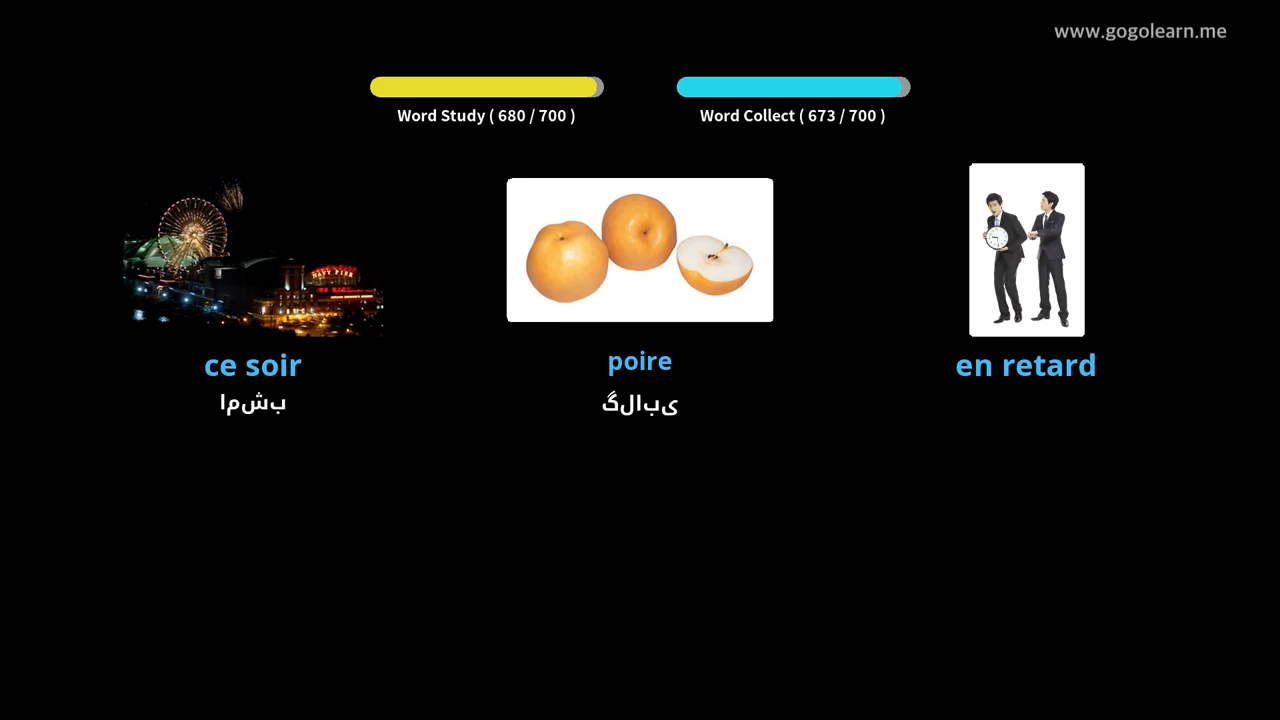 www.gogolearn.me
Word Study ( 680 / 700 )
Word Collect ( 673 / 700 )
ce soir
امشب
poire
گلابی
en retard